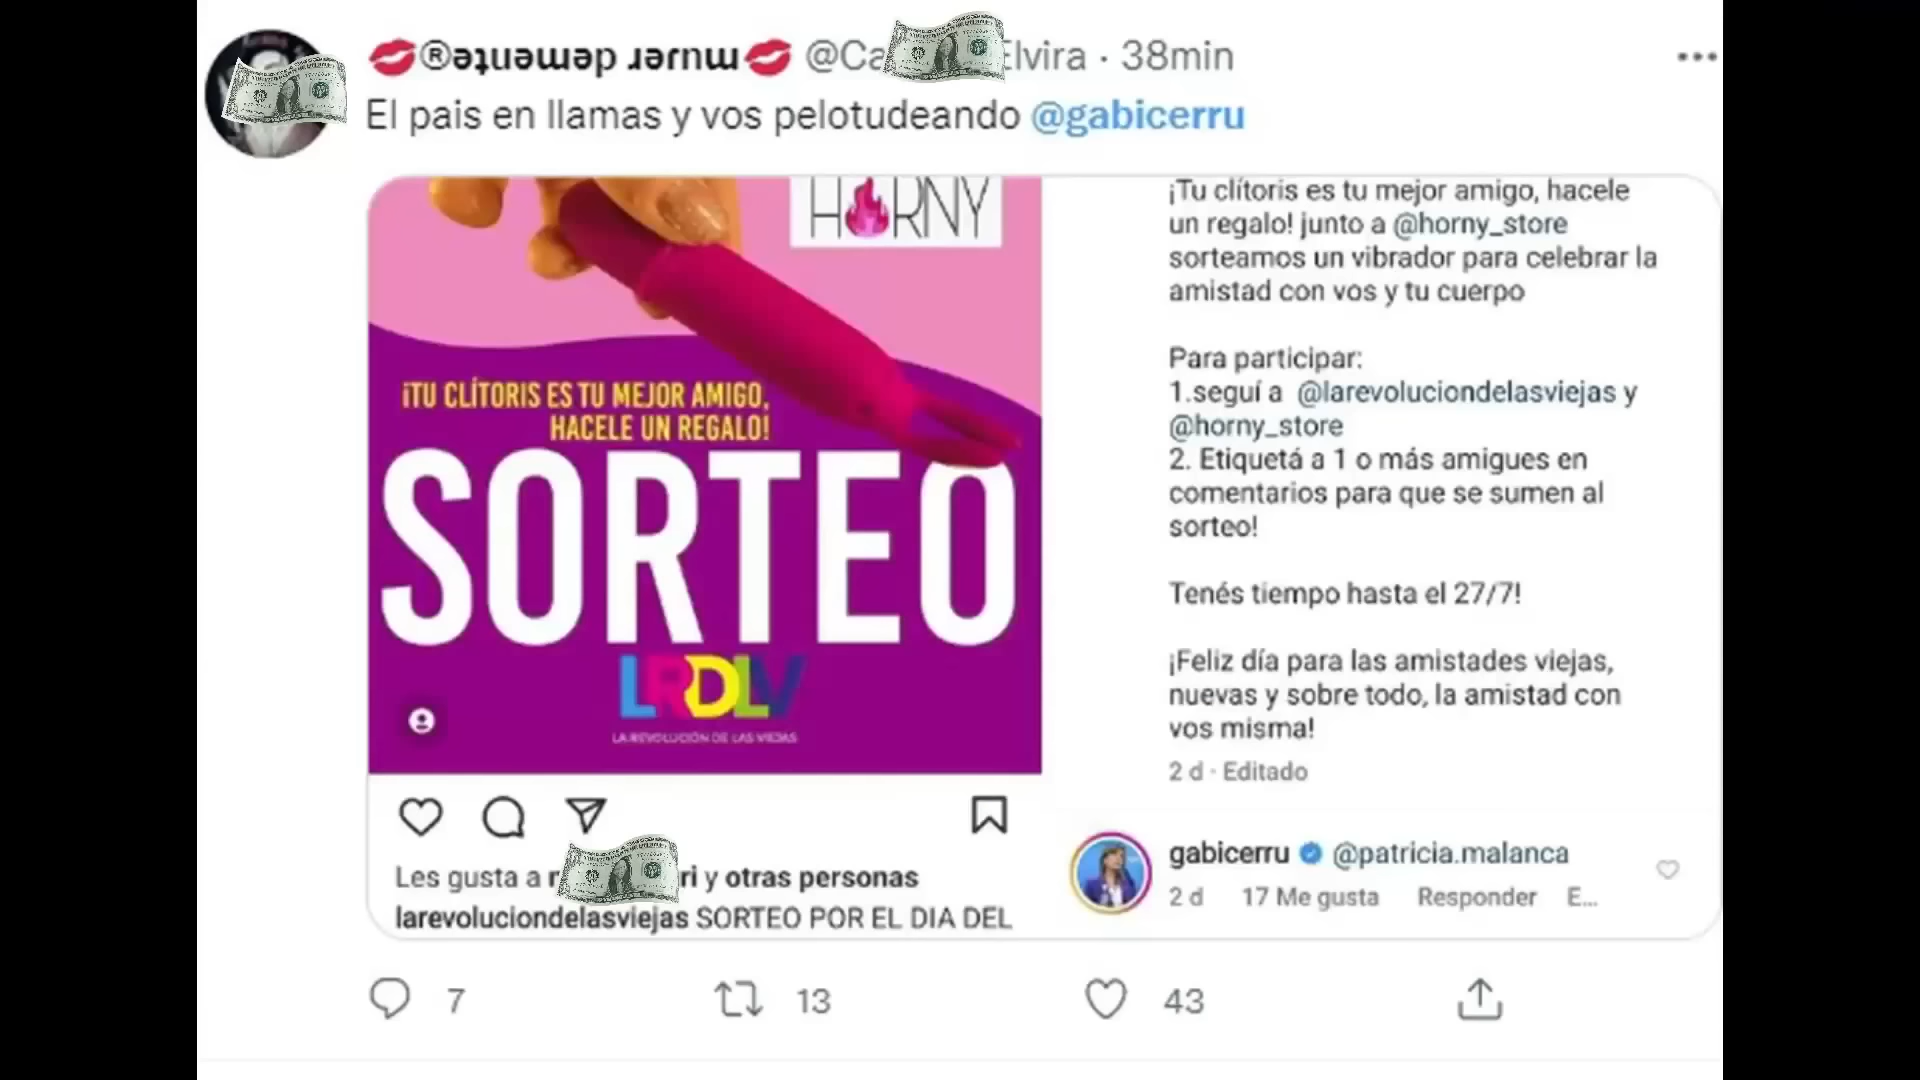 ®ǝʇuǝɯǝp ɹǝɾnɯ @Ca Elvira · 38min
El pais en llamas y vos pelotudeando @gabicerru
HORNY
¡TU CLÍTORIS ES TU MEJOR AMIGO,
HACELE UN REGALO!
SORTEO
LRDLV
LA REVOLUCIÓN DE LAS VIEJAS
Les gusta a r ri y otras personas
larevoluciondelasviejas SORTEO POR EL DIA DEL
¡Tu clítoris es tu mejor amigo, hacele
un regalo! junto a @horny_store
sorteamos un vibrador para celebrar la
amistad con vos y tu cuerpo
Para participar:
1.seguí a @larevoluciondelasviejas y
@horny_store
2. Etiquetá a 1 o más amigues en
comentarios para que se sumen al
sorteo!
Tenés tiempo hasta el 27/7!
¡Feliz día para las amistades viejas,
nuevas y sobre todo, la amistad con
vos misma!
2 d · Editado
gabicerru @patricia.malanca
2 d 17 Me gusta Responder E...
7 13 43